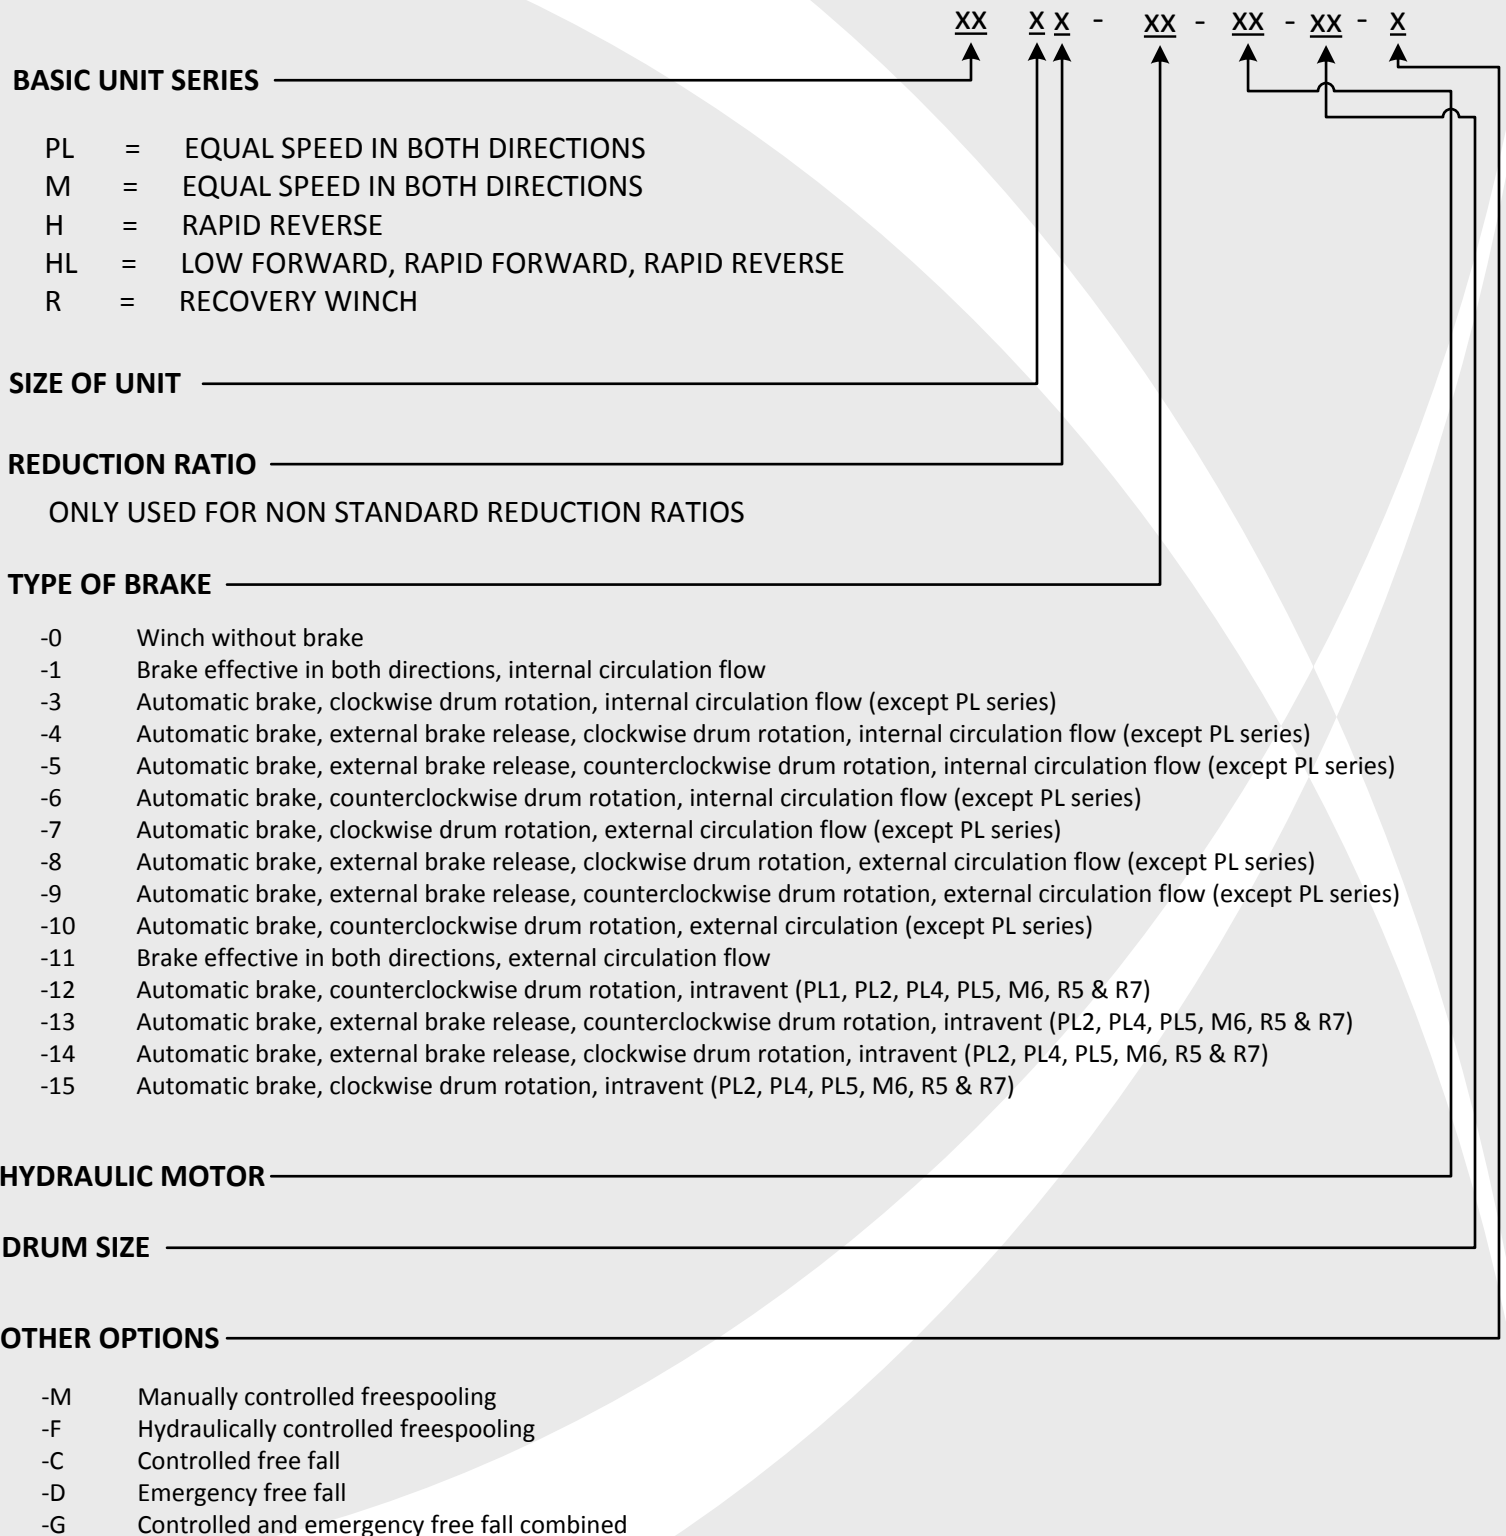 XX X X - XX - XX - XX - X
BASIC UNIT SERIES
PL = EQUAL SPEED IN BOTH DIRECTIONS
M = EQUAL SPEED IN BOTH DIRECTIONS
H = RAPID REVERSE
HL = LOW FORWARD, RAPID FORWARD, RAPID REVERSE
R = RECOVERY WINCH
SIZE OF UNIT
REDUCTION RATIO
ONLY USED FOR NON STANDARD REDUCTION RATIOS
TYPE OF BRAKE
-0 Winch without brake
-1 Brake effective in both directions, internal circulation flow
-3 Automatic brake, clockwise drum rotation, internal circulation flow (except PL series)
-4 Automatic brake, external brake release, clockwise drum rotation, internal circulation flow (except PL series)
-5 Automatic brake, external brake release, counterclockwise drum rotation, internal circulation flow (except PL series)
-6 Automatic brake, counterclockwise drum rotation, internal circulation flow (except PL series)
-7 Automatic brake, clockwise drum rotation, external circulation flow (except PL series)
-8 Automatic brake, external brake release, clockwise drum rotation, external circulation flow (except PL series)
-9 Automatic brake, external brake release, counterclockwise drum rotation, external circulation flow (except PL series)
-10 Automatic brake, counterclockwise drum rotation, external circulation (except PL series)
-11 Brake effective in both directions, external circulation flow
-12 Automatic brake, counterclockwise drum rotation, intravent (PL1, PL2, PL4, PL5, M6, R5 & R7)
-13 Automatic brake, external brake release, counterclockwise drum rotation, intravent (PL2, PL4, PL5, M6, R5 & R7)
-14 Automatic brake, external brake release, clockwise drum rotation, intravent (PL2, PL4, PL5, M6, R5 & R7)
-15 Automatic brake, clockwise drum rotation, intravent (PL2, PL4, PL5, M6, R5 & R7)
HYDRAULIC MOTOR
DRUM SIZE
OTHER OPTIONS
-M Manually controlled freespooling
-F Hydraulically controlled freespooling
-C Controlled free fall
-D Emergency free fall
-G Controlled and emergency free fall combined